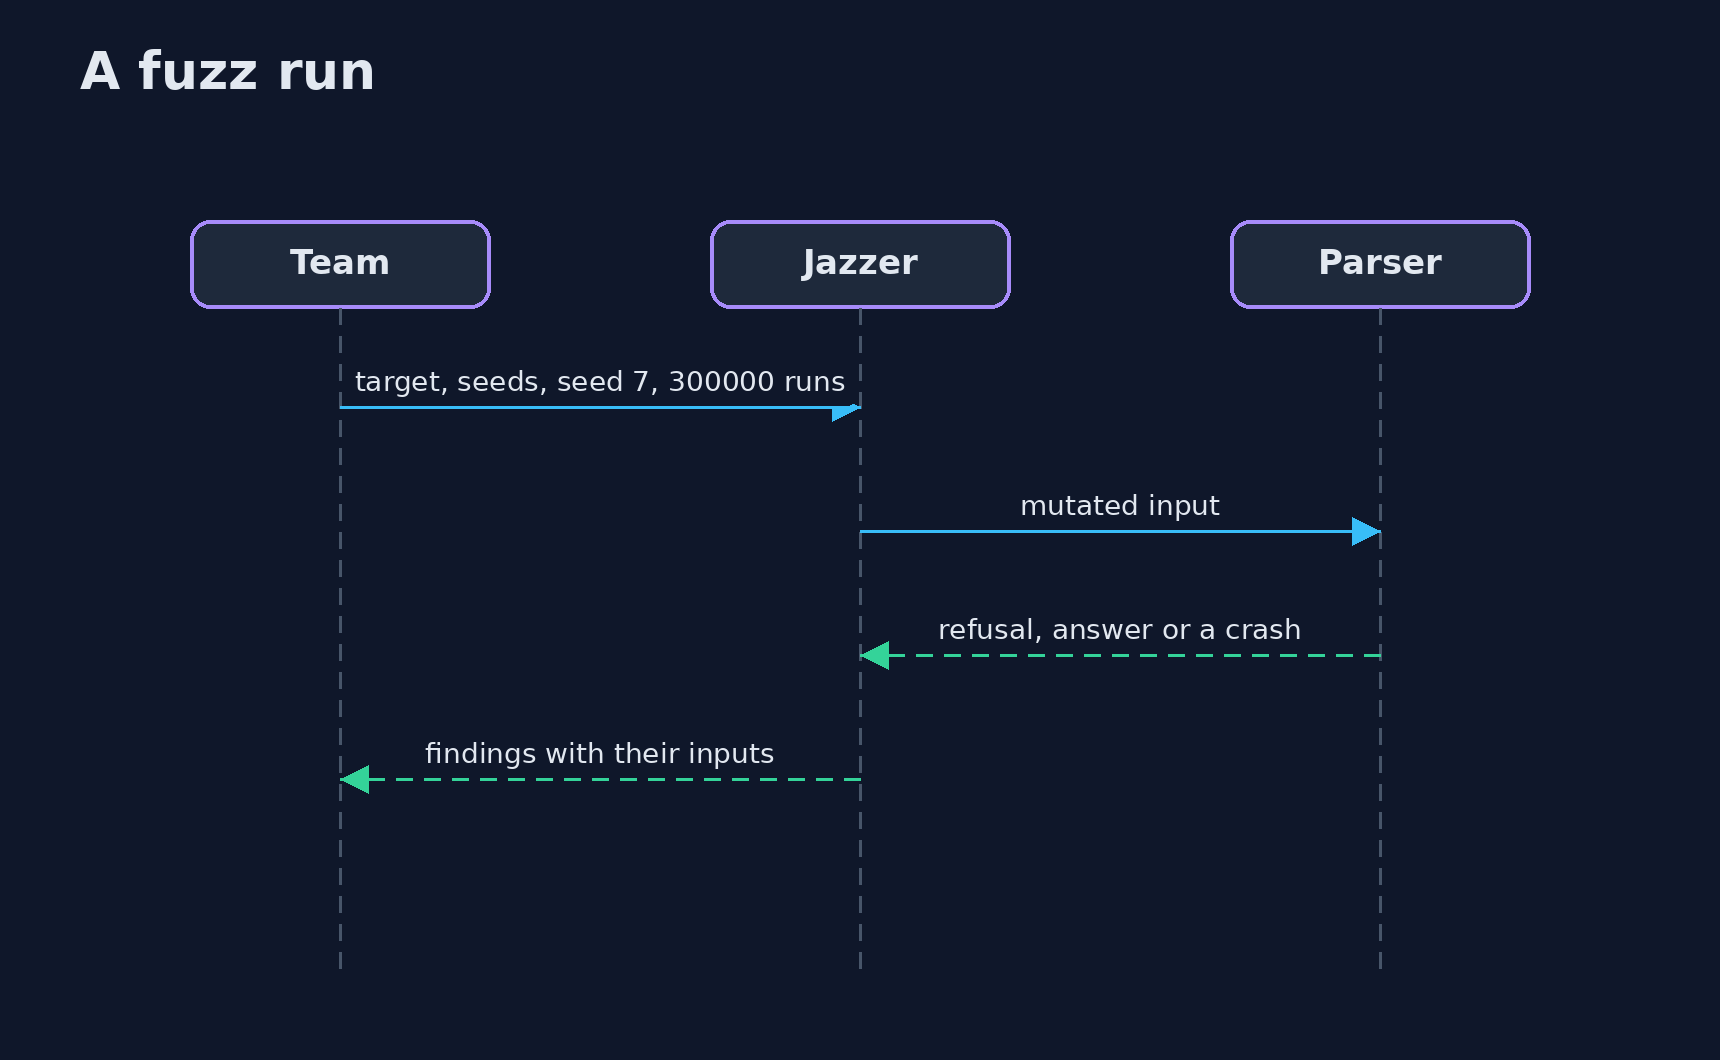 A fuzz run
Team
Jazzer
Parser
target, seeds, seed 7, 300000 runs
mutated input
refusal, answer or a crash
findings with their inputs